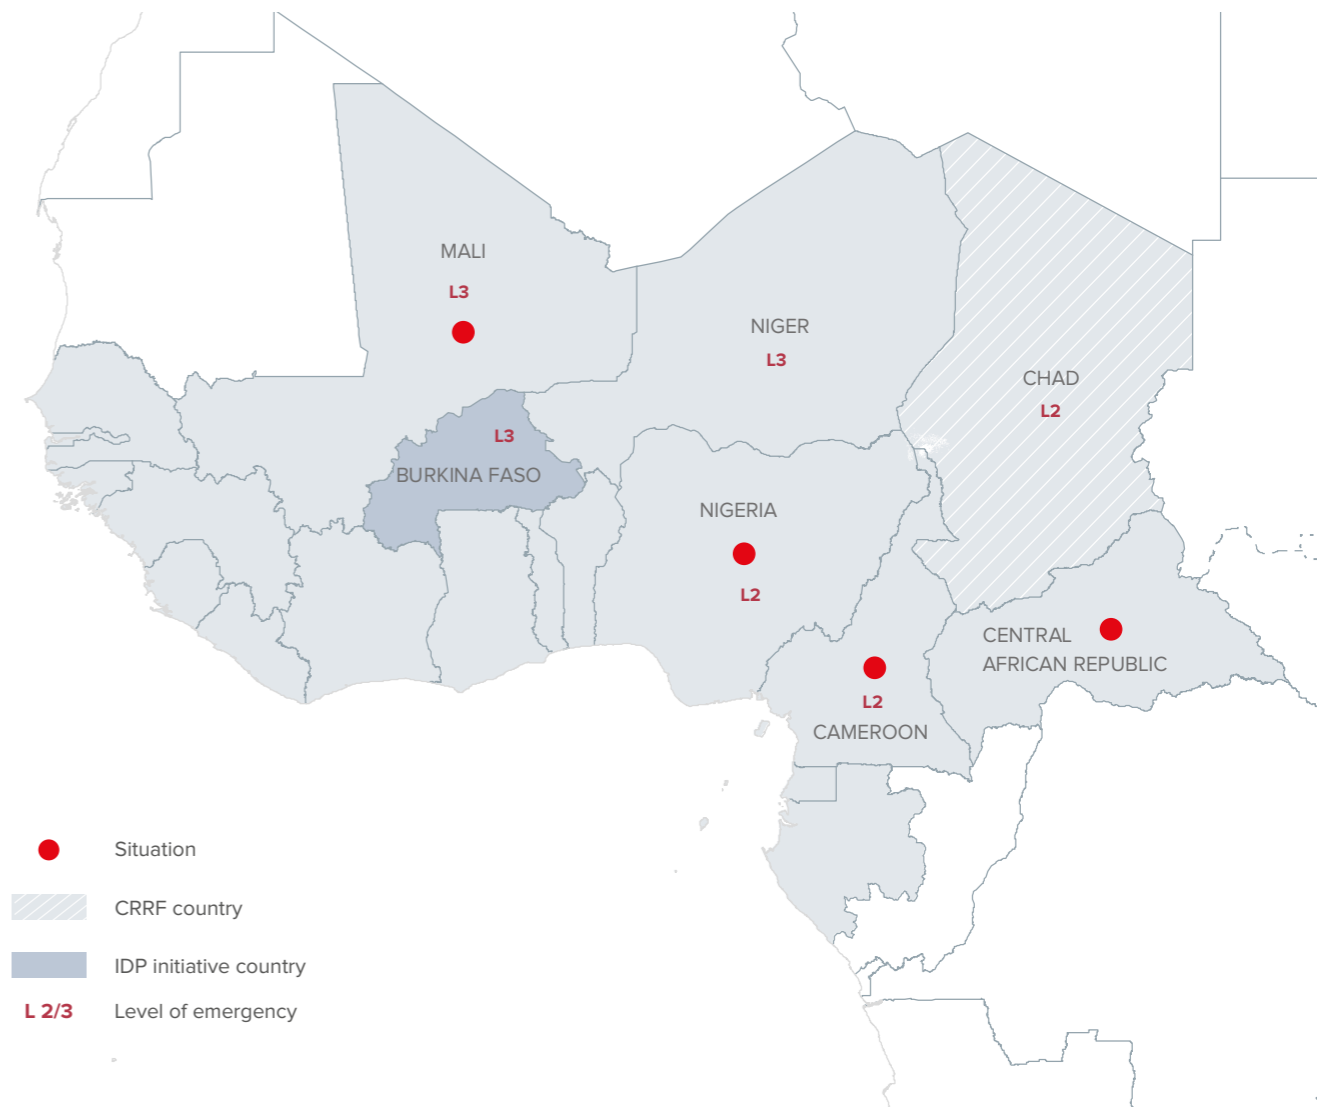 MALI
L3
NIGER
L3
CHAD
L2
L3
BURKINA FASO
NIGERIA
L2
CENTRAL
AFRICAN REPUBLIC
L2
CAMEROON
Situation
CRRF country
IDP initiative country
L 2/3 Level of emergency